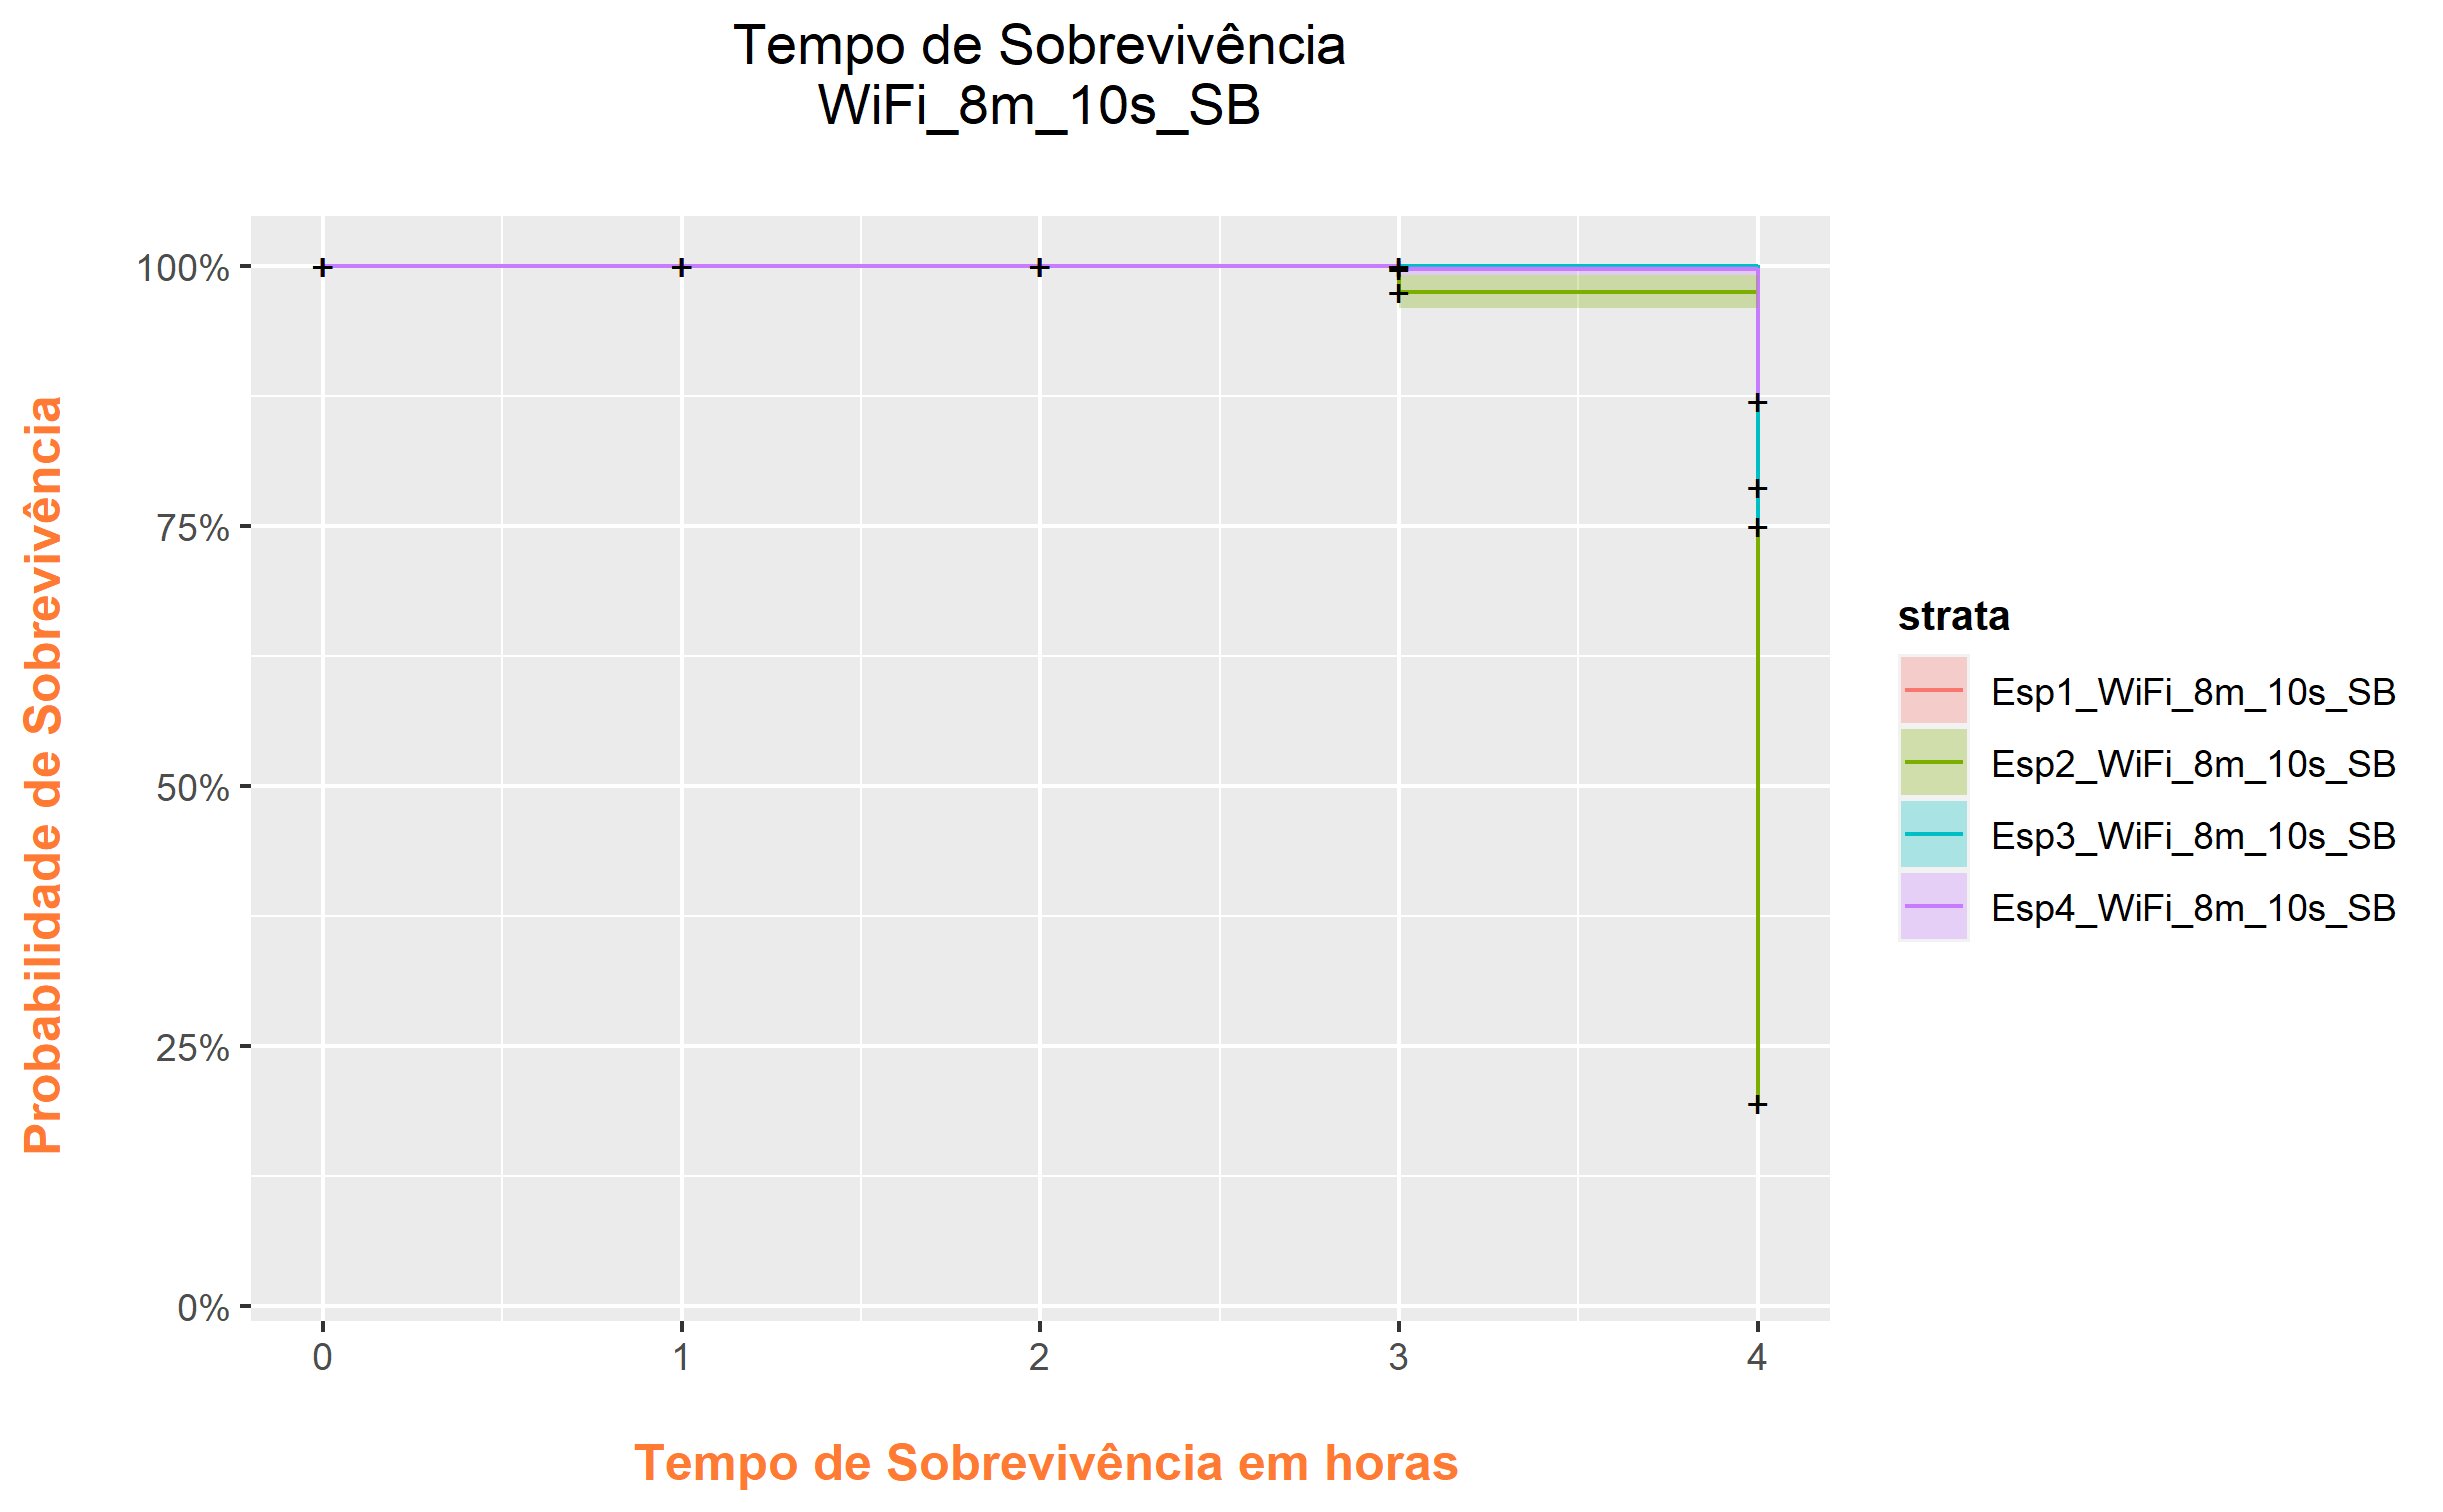 Tempo de Sobrevivência
WiFi_8m_10s_SB
Probabilidade de Sobrevivência
100%
75%
50%
25%
0%
0 1 2 3 4
Tempo de Sobrevivência em horas
strata
Esp1_WiFi_8m_10s_SB
Esp2_WiFi_8m_10s_SB
Esp3_WiFi_8m_10s_SB
Esp4_WiFi_8m_10s_SB